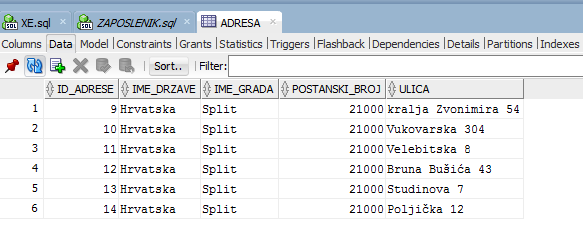 XE.sql ZAPOSLENIK.sql ADRESA
Columns Data Model Constraints Grants Statistics Triggers Flashback Dependencies Details Partitions Indexes
Sort.. Filter:
ID_ADRESE IME_DRZAVE IME_GRADA POSTANSKI_BROJ ULICA
1 9 Hrvatska Split 21000 kralja Zvonimira 54
2 10 Hrvatska Split 21000 Vukovarska 304
3 11 Hrvatska Split 21000 Velebitska 8
4 12 Hrvatska Split 21000 Bruna Bušića 43
5 13 Hrvatska Split 21000 Studinova 7
6 14 Hrvatska Split 21000 Poljička 12